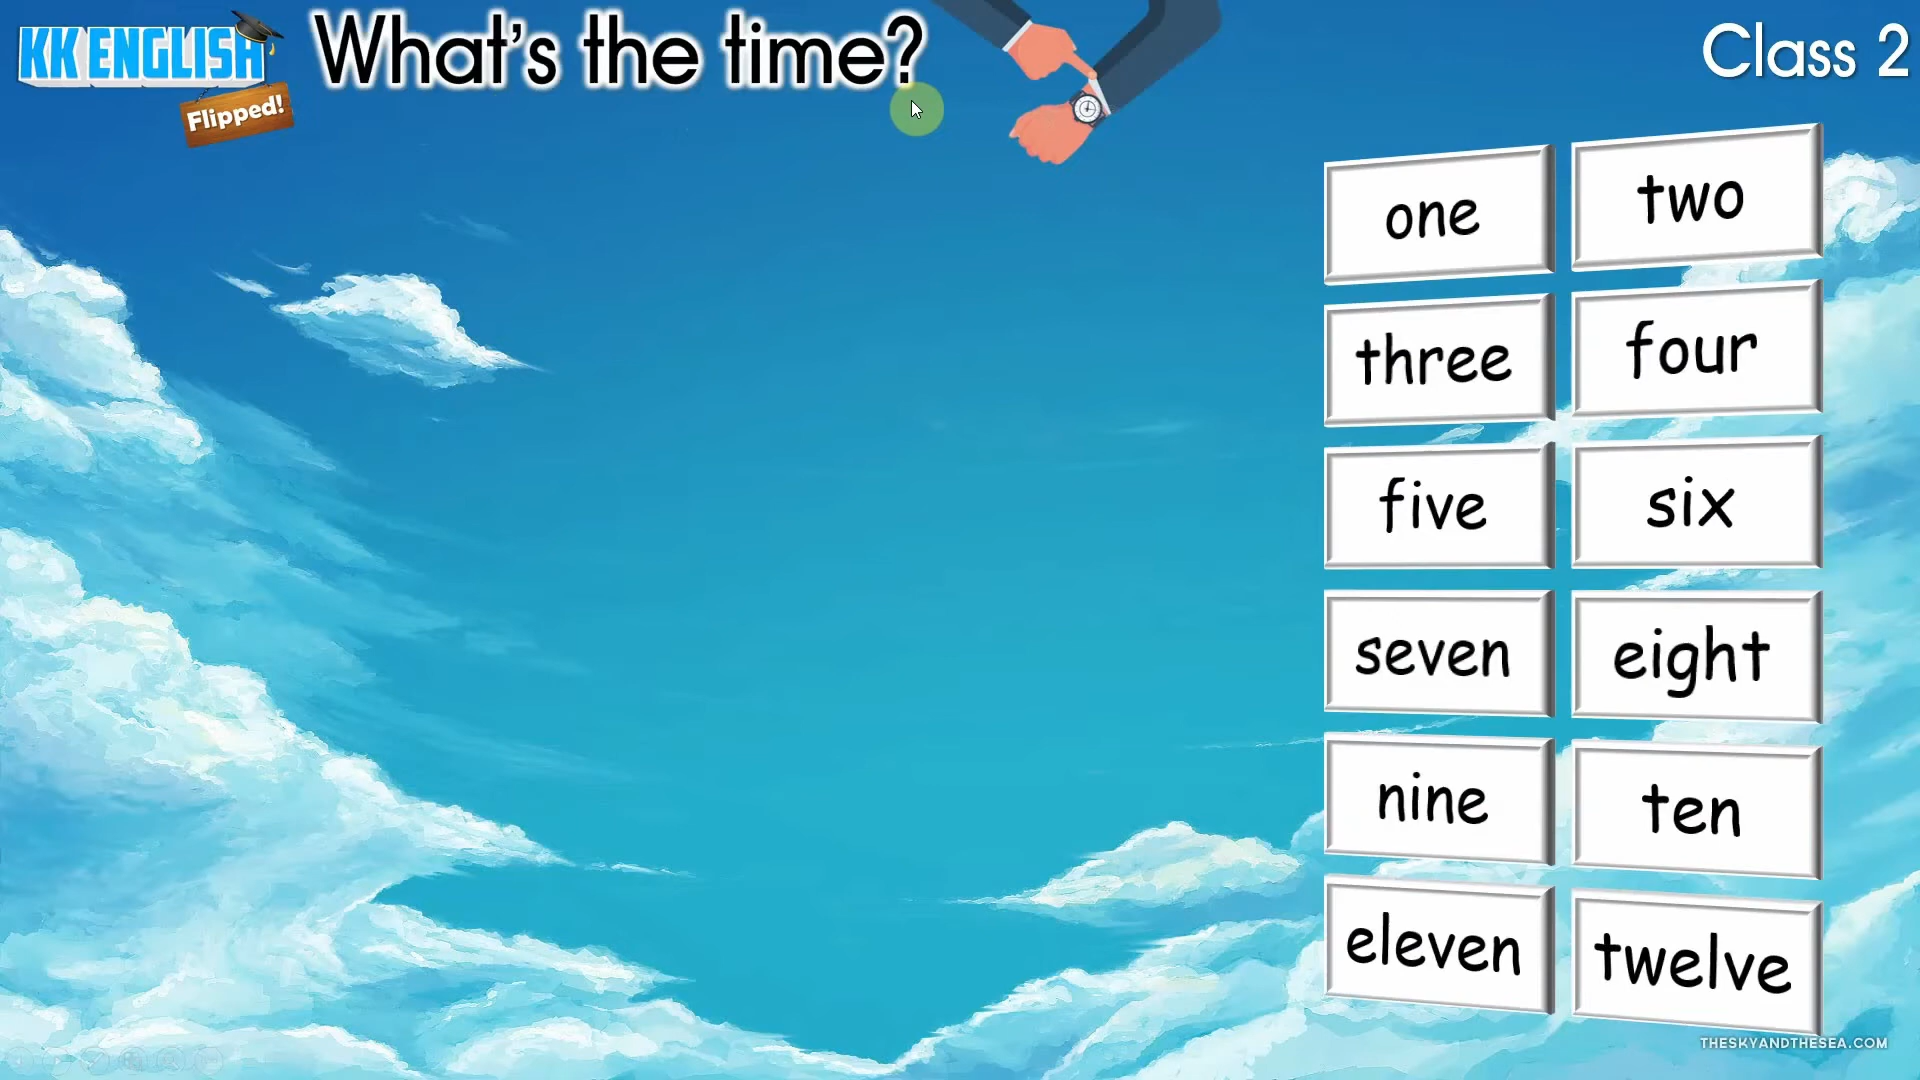 KK ENGLISH
Flipped!
What's the time?
Class 2
one
two
three
four
five
six
seven
eight
nine
ten
eleven
twelve
THESKYANDTHESEA.COM